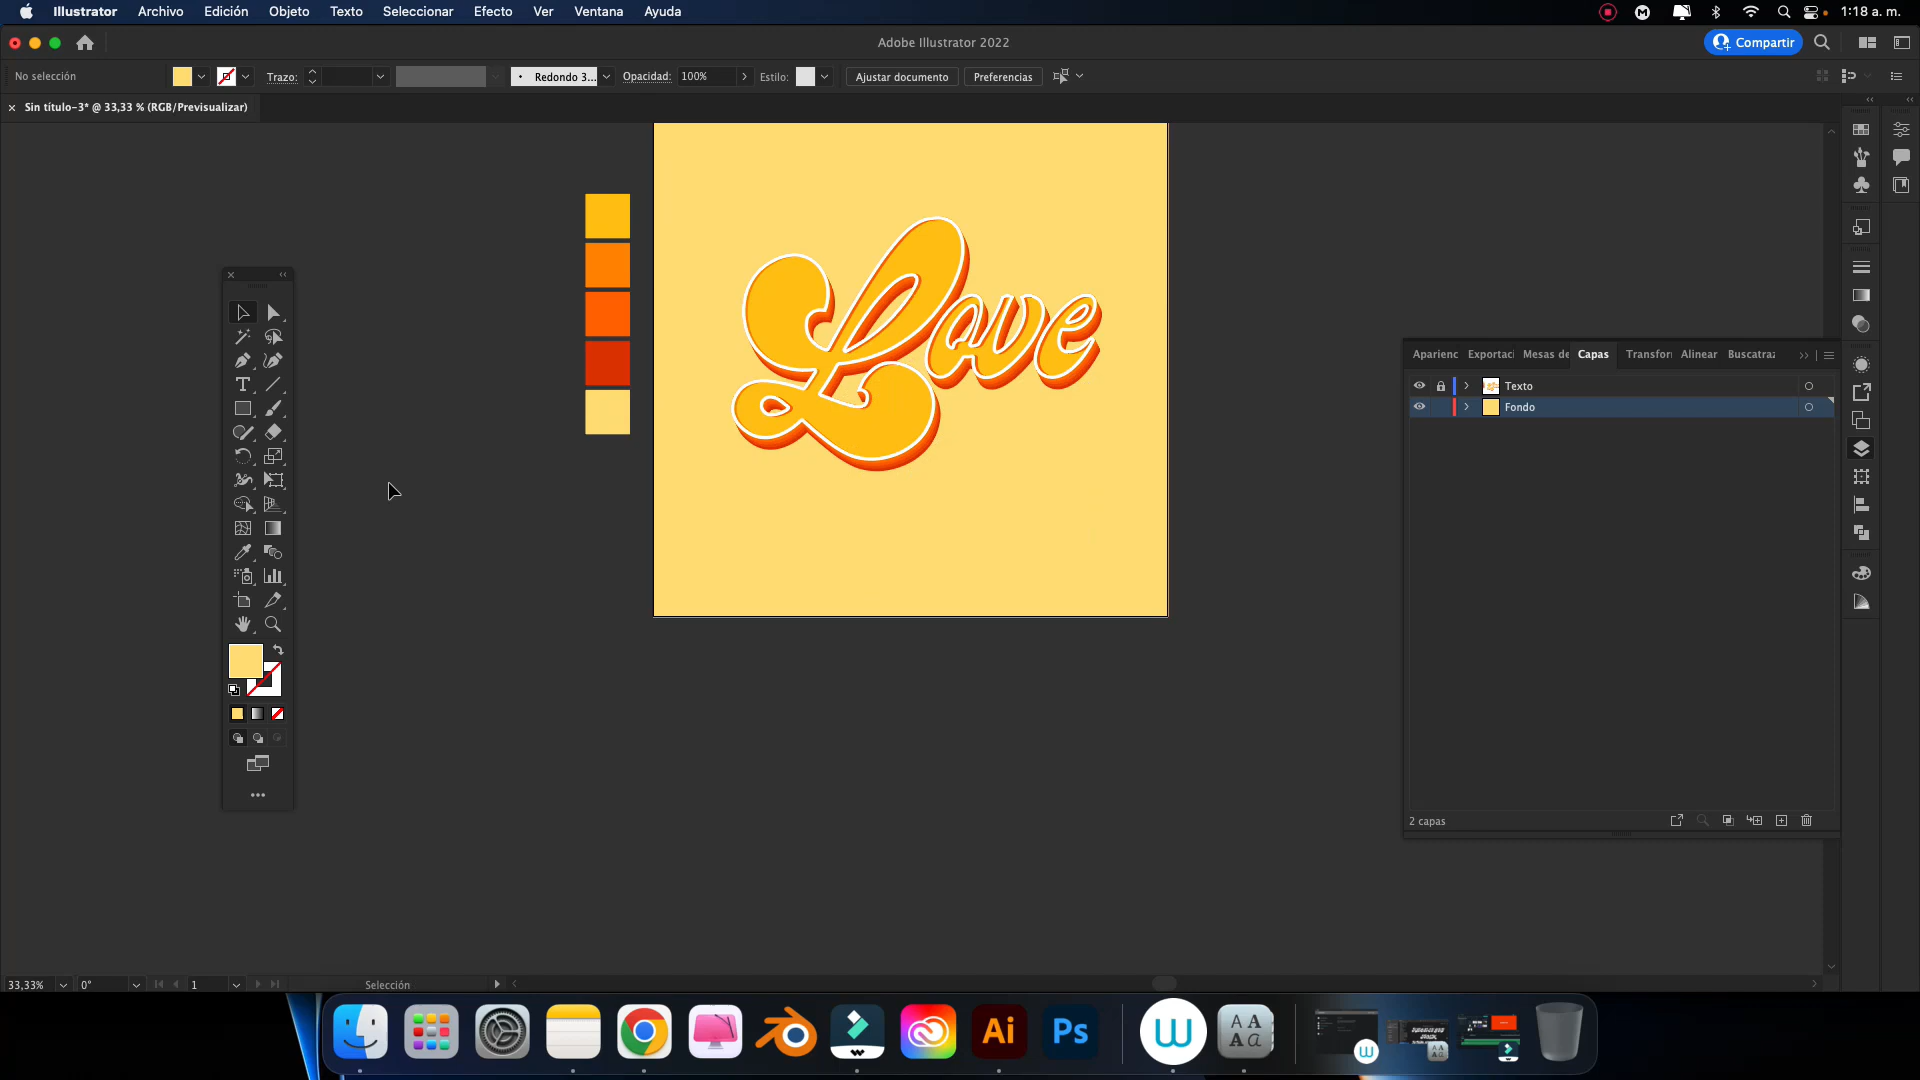 Illustrator Archivo Edición Objeto Texto Seleccionar Efecto Ver Ventana Ayuda 1:18 a. m.
Adobe Illustrator 2022
Compartir
No selección Trazo: Redondo 3... Opacidad: 100% Estilo: Ajustar documento Preferencias
× Sin título-3* @ 33,33 % (RGB/Previsualizar)
Love
Aparienc Exportaci Mesas de Capas Transfor Alinear Buscatraz
Texto
Fondo
2 capas
33,33% 0° 1 Selección
Ai Ps